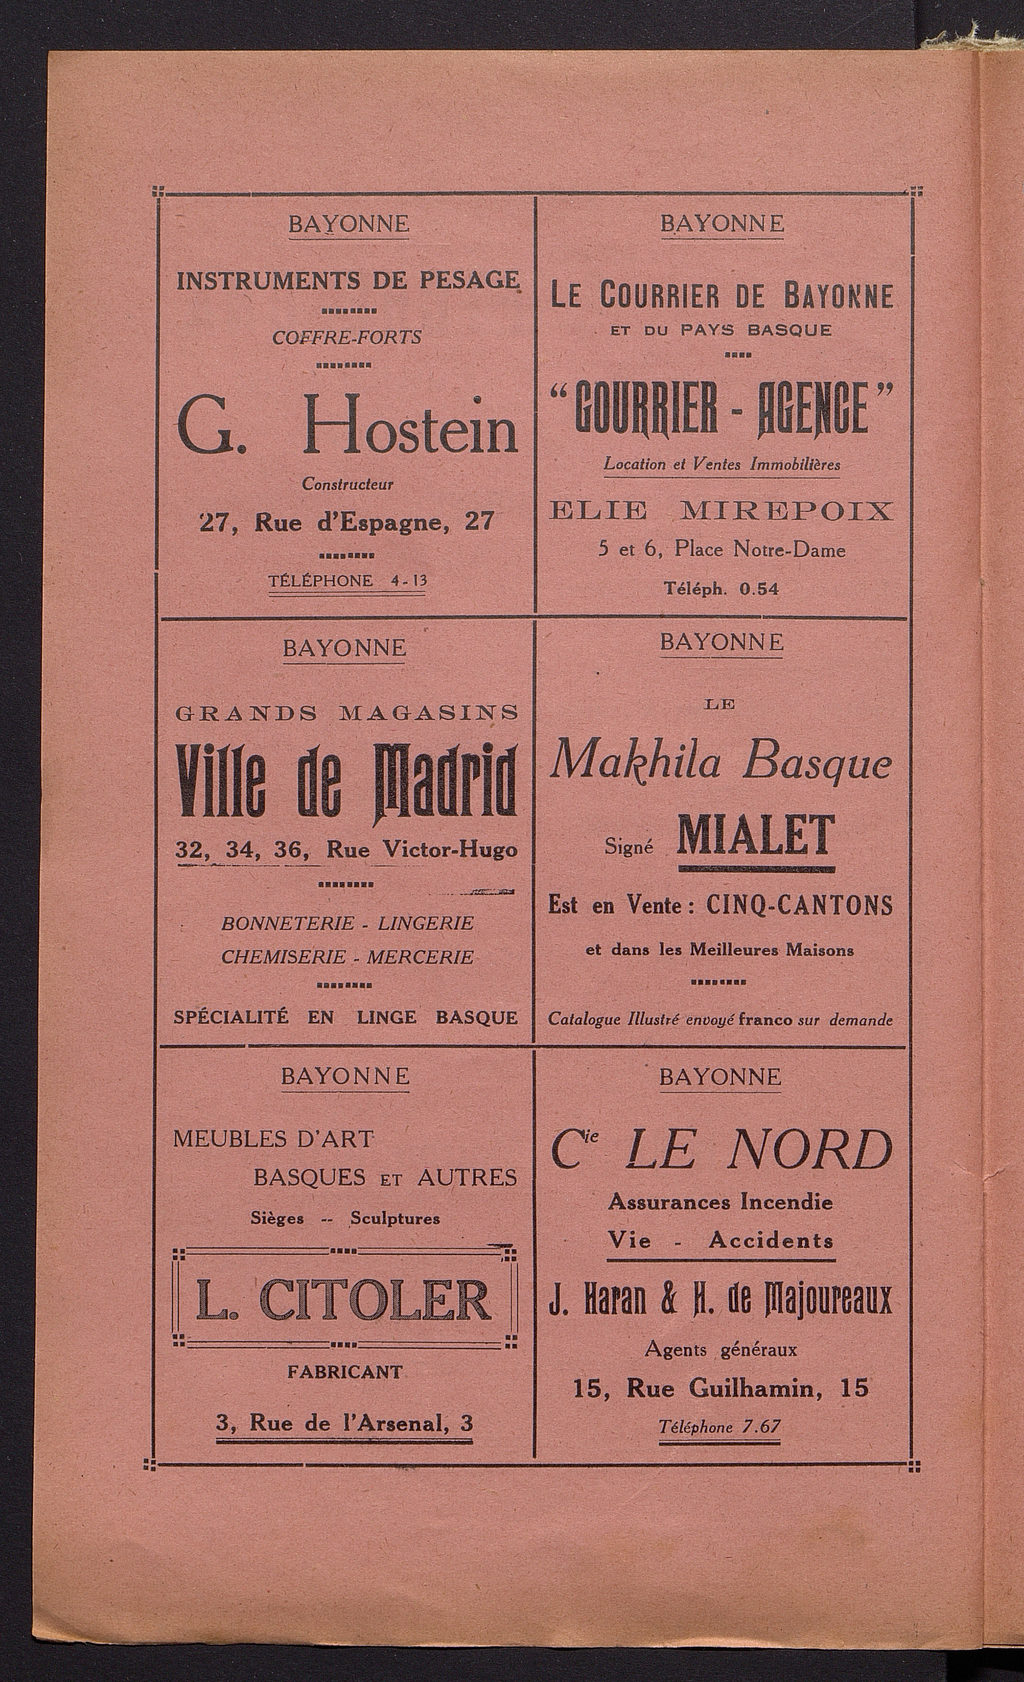 BAYONNE
INSTRUMENTS DE PESAGE
COFFRE-FORTS
G. Hostein
Constructeur
27, Rue d'Espagne, 27
TÉLÉPHONE 4-13
BAYONNE
LE COURRIER DE BAYONNE
ET DU PAYS BASQUE
“COURRIER - AGENCE”
Location et Ventes Immobilières
ELIE MIREPOIX
5 et 6, Place Notre-Dame
Téléph. 0.54
BAYONNE
GRANDS MAGASINS
Ville de Madrid
32, 34, 36, Rue Victor-Hugo
BONNETERIE - LINGERIE
CHEMISERIE - MERCERIE
SPÉCIALITÉ EN LINGE BASQUE
BAYONNE
LE
Makhila Basque
Signé MIALET
Est en Vente : CINQ-CANTONS
et dans les Meilleures Maisons
Catalogue Illustré envoyé franco sur demande
BAYONNE
MEUBLES D'ART
BASQUES ET AUTRES
Sièges -- Sculptures
L. CITOLER
FABRICANT
3, Rue de l'Arsenal, 3
BAYONNE
Cie LE NORD
Assurances Incendie
Vie - Accidents
J. Haran & H. de Majoureaux
Agents généraux
15, Rue Guilhamin, 15
Téléphone 7.67